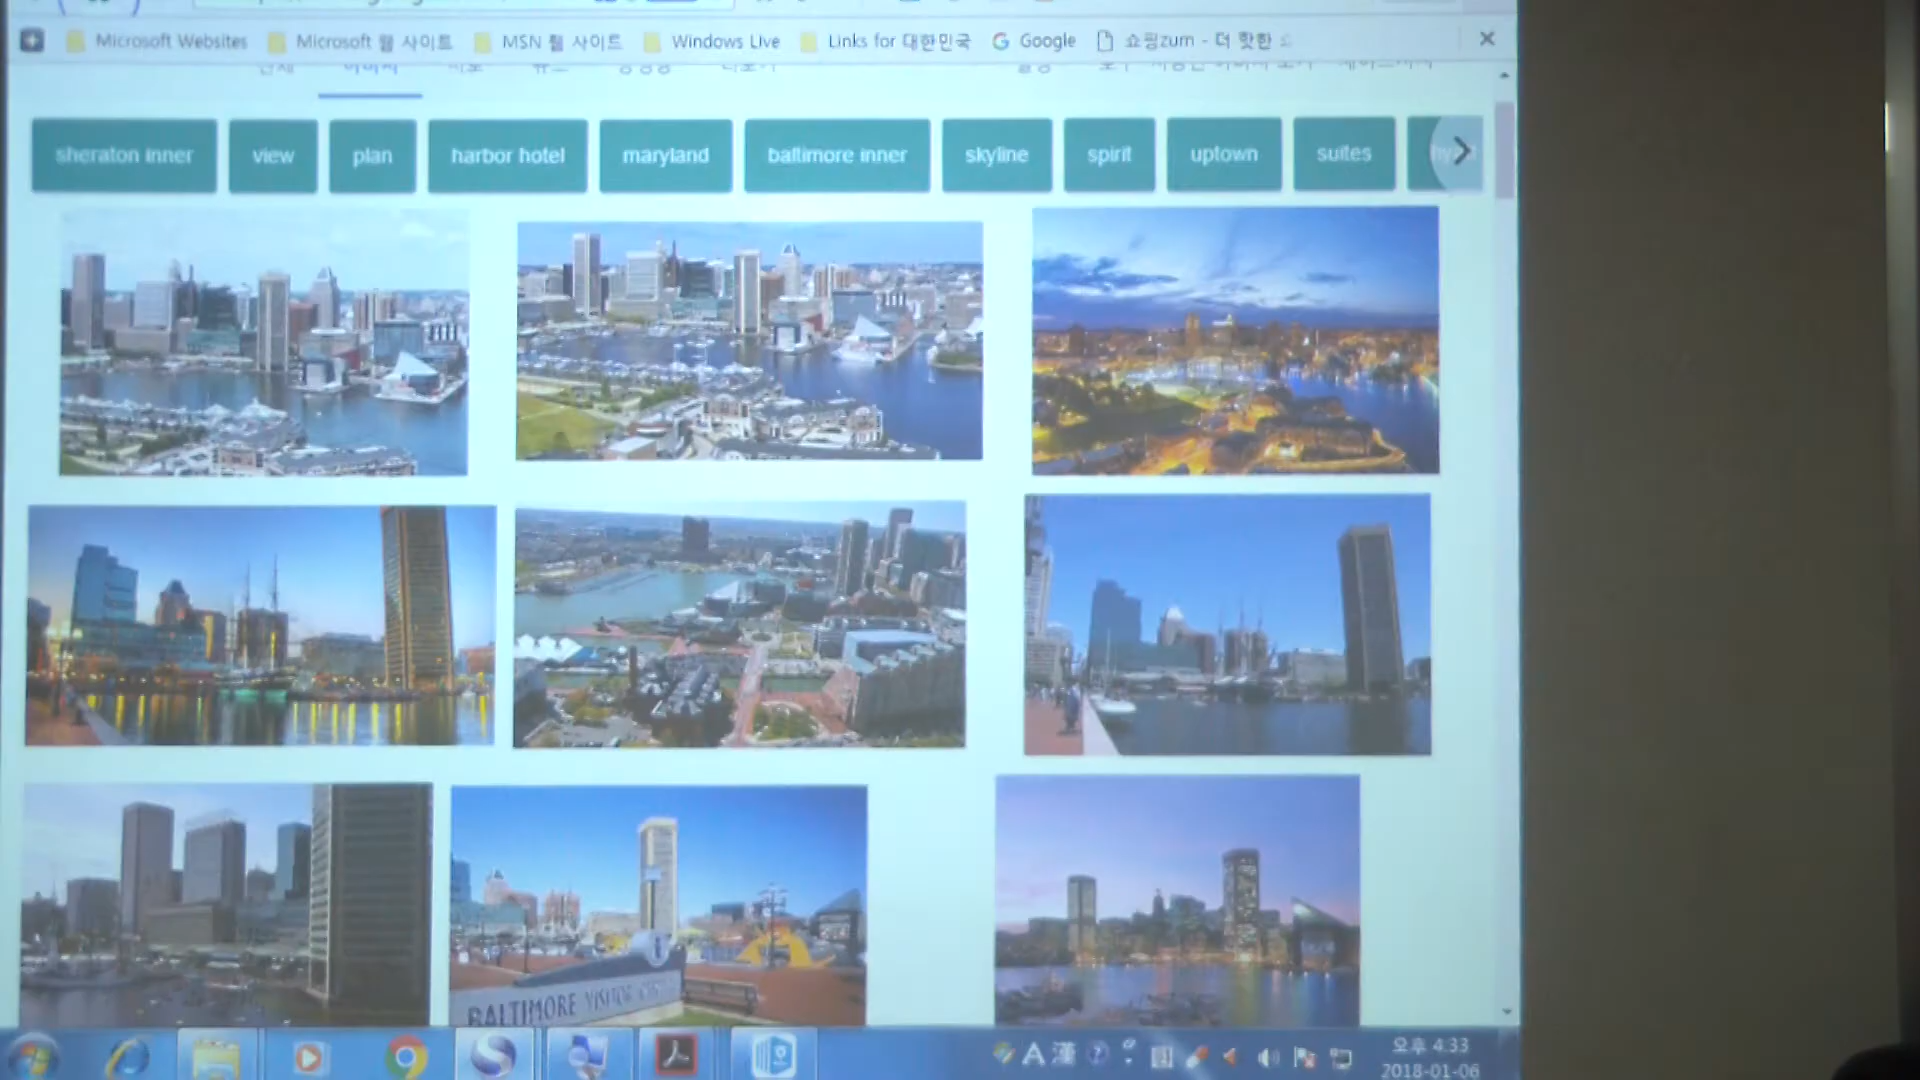 Microsoft Websites Microsoft 웹 사이트 MSN 웹 사이트 Windows Live Links for 대한민국 Google 쇼핑zum - 더 핫한
sheraton inner view plan harbor hotel maryland baltimore inner skyline spirit uptown suites
BALTIMORE VISITOR
A 漢
오후 4:33
2018-01-06